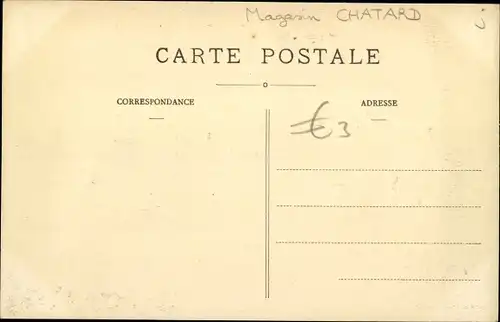 Magasin CHATARD
CARTE POSTALE
CORRESPONDANCE
ADRESSE
€3